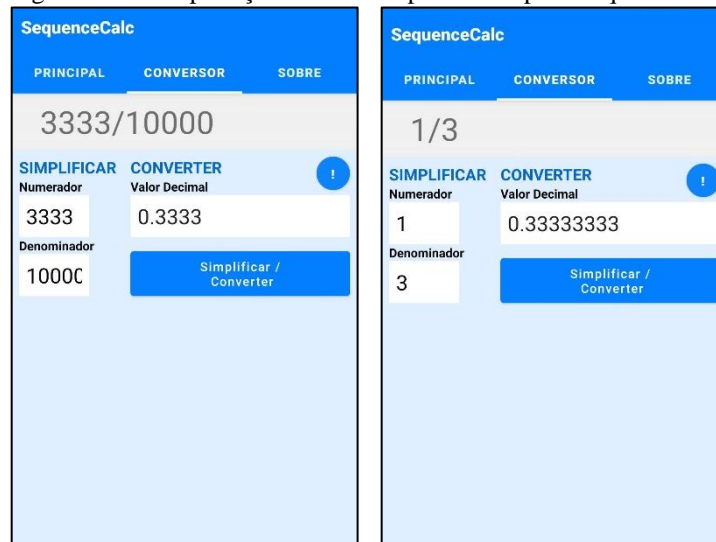 SequenceCalc
PRINCIPAL CONVERSOR SOBRE
3333/10000
SIMPLIFICAR CONVERTER
Numerador Valor Decimal
!
3333 0.3333
Denominador
10000 Simplificar /
Converter
SequenceCalc
PRINCIPAL CONVERSOR SOBRE
1/3
SIMPLIFICAR CONVERTER
Numerador Valor Decimal
!
1 0.33333333
Denominador
3 Simplificar /
Converter